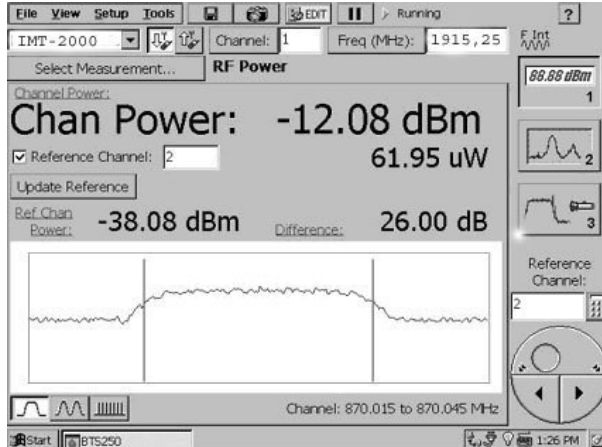 File View Setup Tools EDIT Running ?
IMT-2000 Channel: 1 Freq (MHz): 1915,25 F Int
Select Measurement... RF Power
88.88 dBm
1
Channel Power:
Chan Power: -12.08 dBm
Reference Channel: 2 61.95 uW
2
Update Reference
Ref Chan Power: -38.08 dBm Difference: 26.00 dB
3
Reference Channel:
2
Channel: 870.015 to 870.045 MHz
Start BTS250 1:26 PM